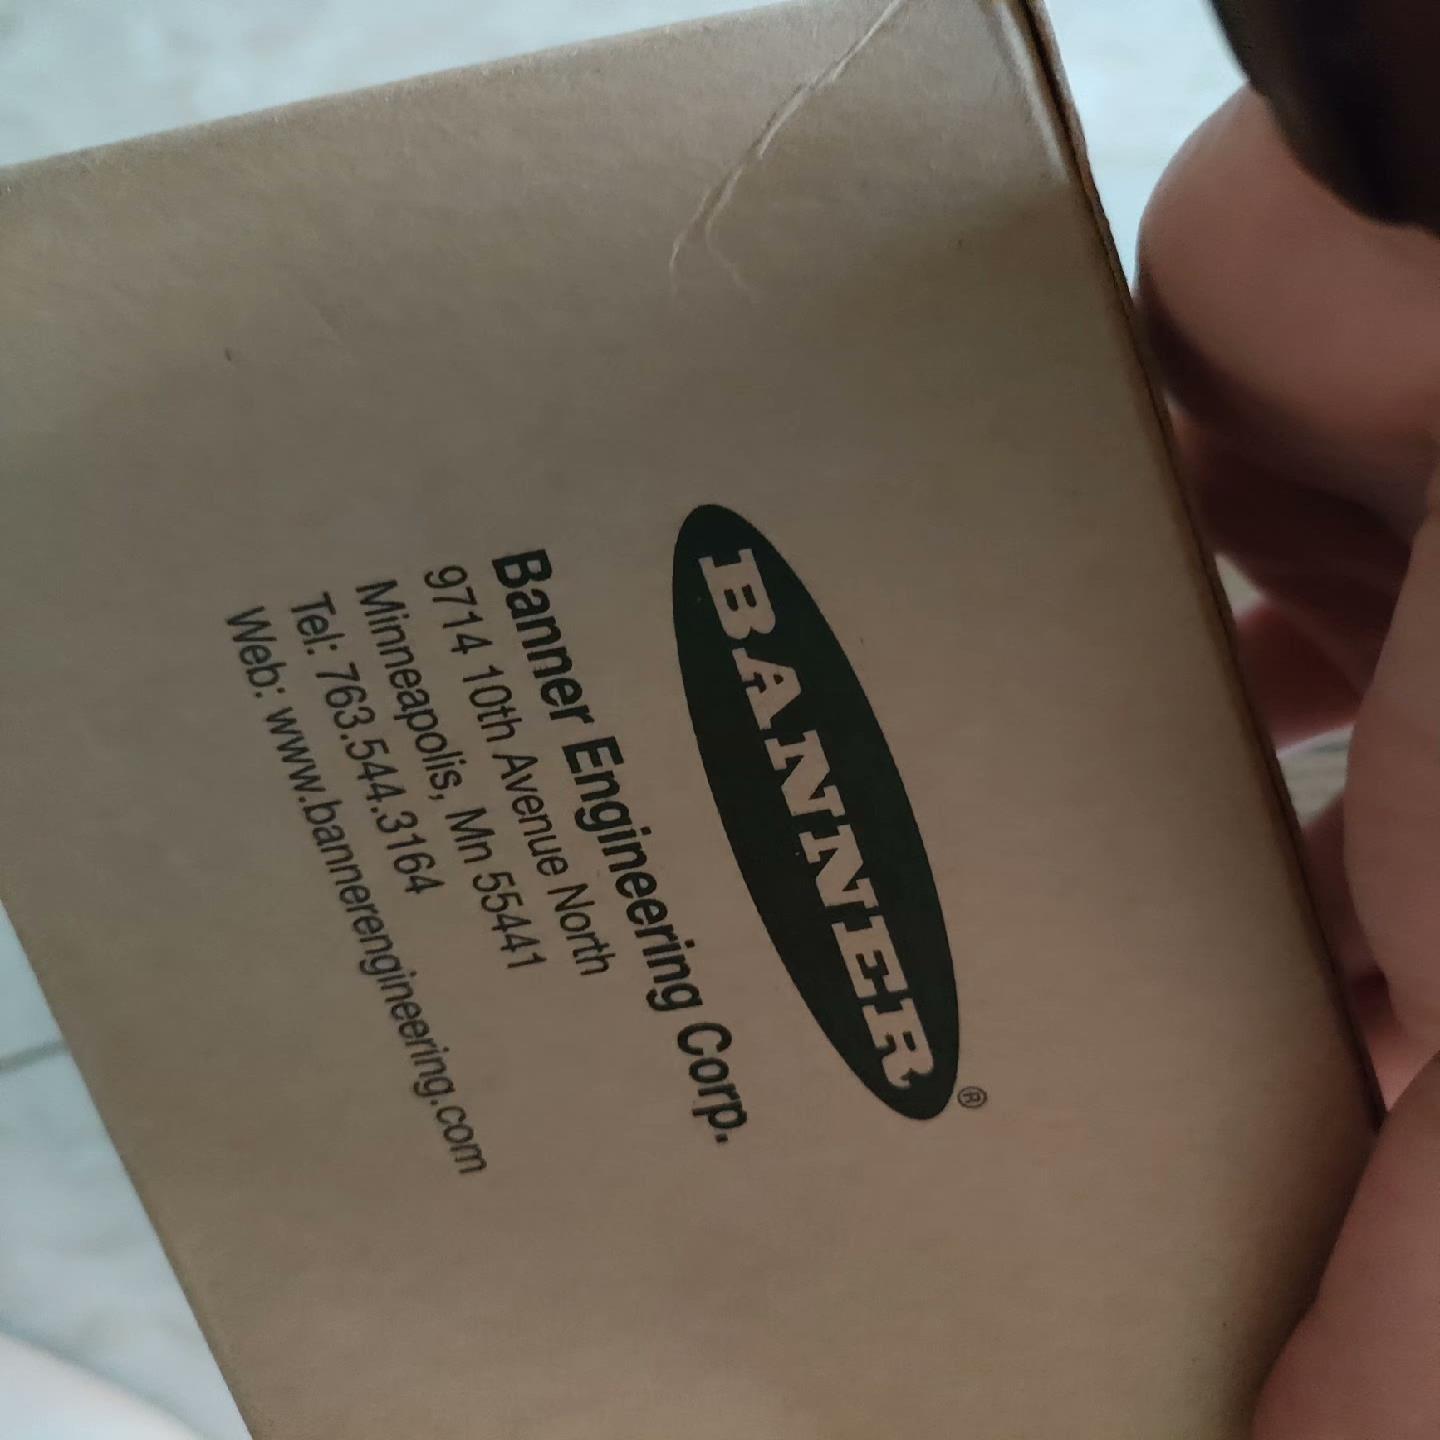 BANNER®
Banner Engineering Corp.
9714 10th Avenue North
Minneapolis, Mn 55441
Tel: 763.544.3164
Web: www.bannerengineering.com